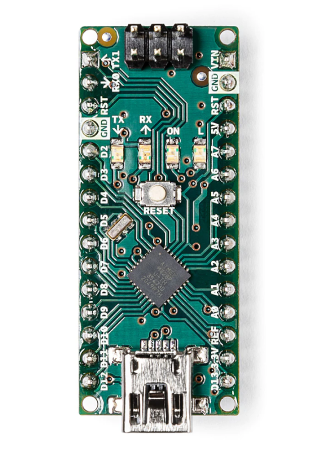 TX1
RX0
RST
GND
D2
D3
D4
D5
D6
D7
D8
D9
D10
D11
D12
TX RX ON L
RESET
VIN
GND
RST
5V
A7
A6
A5
A4
A3
A2
A1
A0
REF
3V3
D13